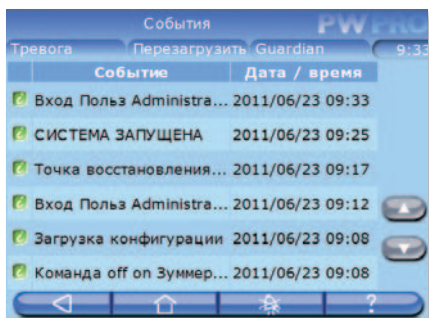 События PW PRO
Тревога Перезагрузить Guardian 9:33
Событие Дата / время
Вход Польз Administra... 2011/06/23 09:33
СИСТЕМА ЗАПУЩЕНА 2011/06/23 09:25
Точка восстановления... 2011/06/23 09:17
Вход Польз Administra... 2011/06/23 09:12
Загрузка конфигурации 2011/06/23 09:08
Команда off on Зуммер... 2011/06/23 09:08
?